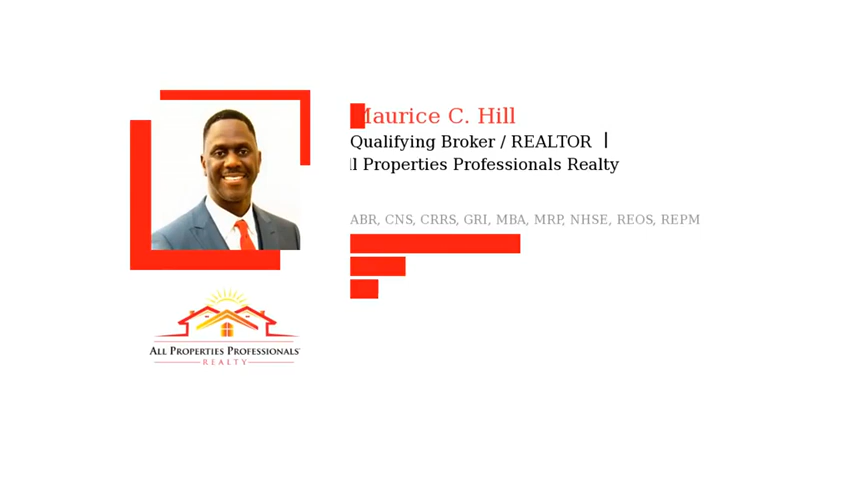 Maurice C. Hill
Qualifying Broker / REALTOR |
ll Properties Professionals Realty
ABR, CNS, CRRS, GRI, MBA, MRP, NHSE, REOS, REPM
ALL PROPERTIES PROFESSIONALS
REALTY